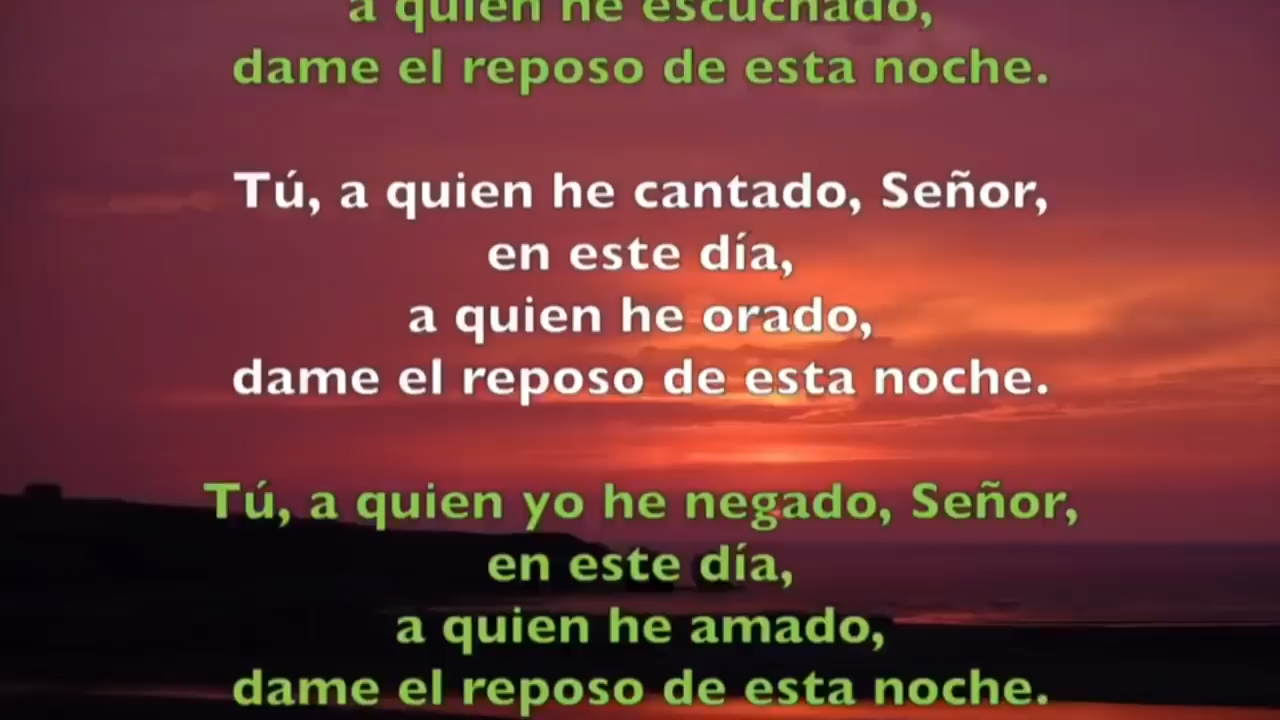 a quien he escuchado,
dame el reposo de esta noche.
Tú, a quien he cantado, Señor,
en este día,
a quien he orado,
dame el reposo de esta noche.
Tú, a quien yo he negado, Señor,
en este día,
a quien he amado,
dame el reposo de esta noche.